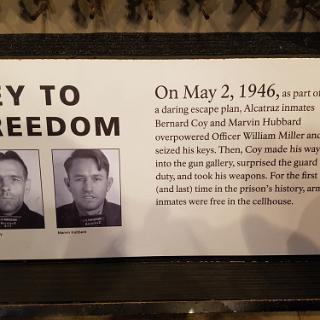 EY TO
REEDOM
On May 2, 1946, as part of
a daring escape plan, Alcatraz inmates
Bernard Coy and Marvin Hubbard
overpowered Officer William Miller and
seized his keys. Then, Coy made his way
into the gun gallery, surprised the guard
duty, and took his weapons. For the first
(and last) time in the prison's history, arm
inmates were free in the cellhouse.
Marvin Hubbard